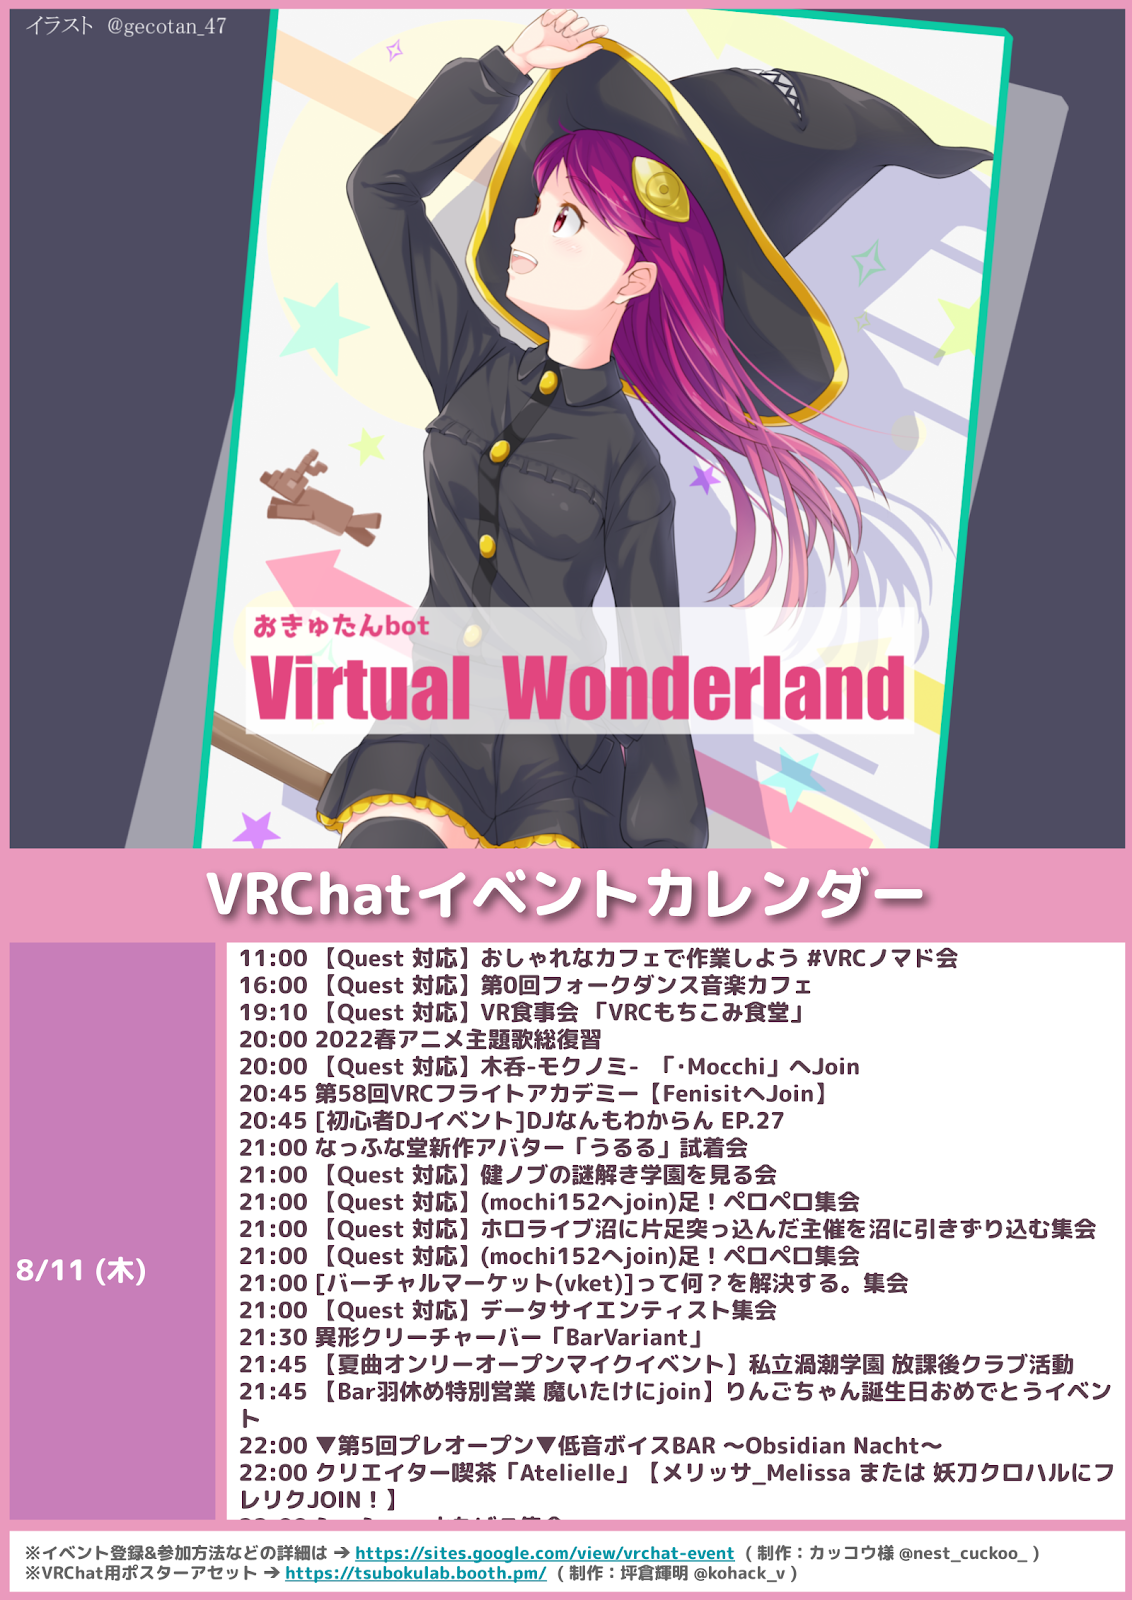 イラスト @gecotan_47
おきゅたんbot
Virtual Wonderland
VRChatイベントカレンダー
8/11 (木)
11:00 【Quest 対応】おしゃれなカフェで作業しよう #VRCノマド会
16:00 【Quest 対応】第0回フォークダンス音楽カフェ
19:10 【Quest 対応】VR食事会 「VRCもちこみ食堂」
20:00 2022春アニメ主題歌総復習
20:00 【Quest 対応】木呑-モクノミ- 「･Mocchi」へJoin
20:45 第58回VRCフライトアカデミー【FenisitへJoin】
20:45 [初心者DJイベント]DJなんもわからん EP.27
21:00 なっふな堂新作アバター「うるる」試着会
21:00 【Quest 対応】健ノブの謎解き学園を見る会
21:00 【Quest 対応】(mochi152へjoin)足！ペロペロ集会
21:00 【Quest 対応】ホロライブ沼に片足突っ込んだ主催を沼に引きずり込む集会
21:00 【Quest 対応】(mochi152へjoin)足！ペロペロ集会
21:00 [バーチャルマーケット(vket)]って何？を解決する。集会
21:00 【Quest 対応】データサイエンティスト集会
21:30 異形クリーチャーバー「BarVariant」
21:45 【夏曲オンリーオープンマイクイベント】私立渦潮学園 放課後クラブ活動
21:45 【Bar羽休め特別営業 魔いたけにjoin】りんごちゃん誕生日おめでとうイベン
ト
22:00 ▼第5回プレオープン▼低音ボイスBAR ～Obsidian Nacht～
22:00 クリエイター喫茶「Atelielle」【メリッサ_Melissa または 妖刀クロハルにフ
レリクJOIN！】
※イベント登録&参加方法などの詳細は ➔ https://sites.google.com/view/vrchat-event ( 制作：カッコウ様 @nest_cuckoo_ )
※VRChat用ポスターアセット ➔ https://tsubokulab.booth.pm/ ( 制作：坪倉輝明 @kohack_v )